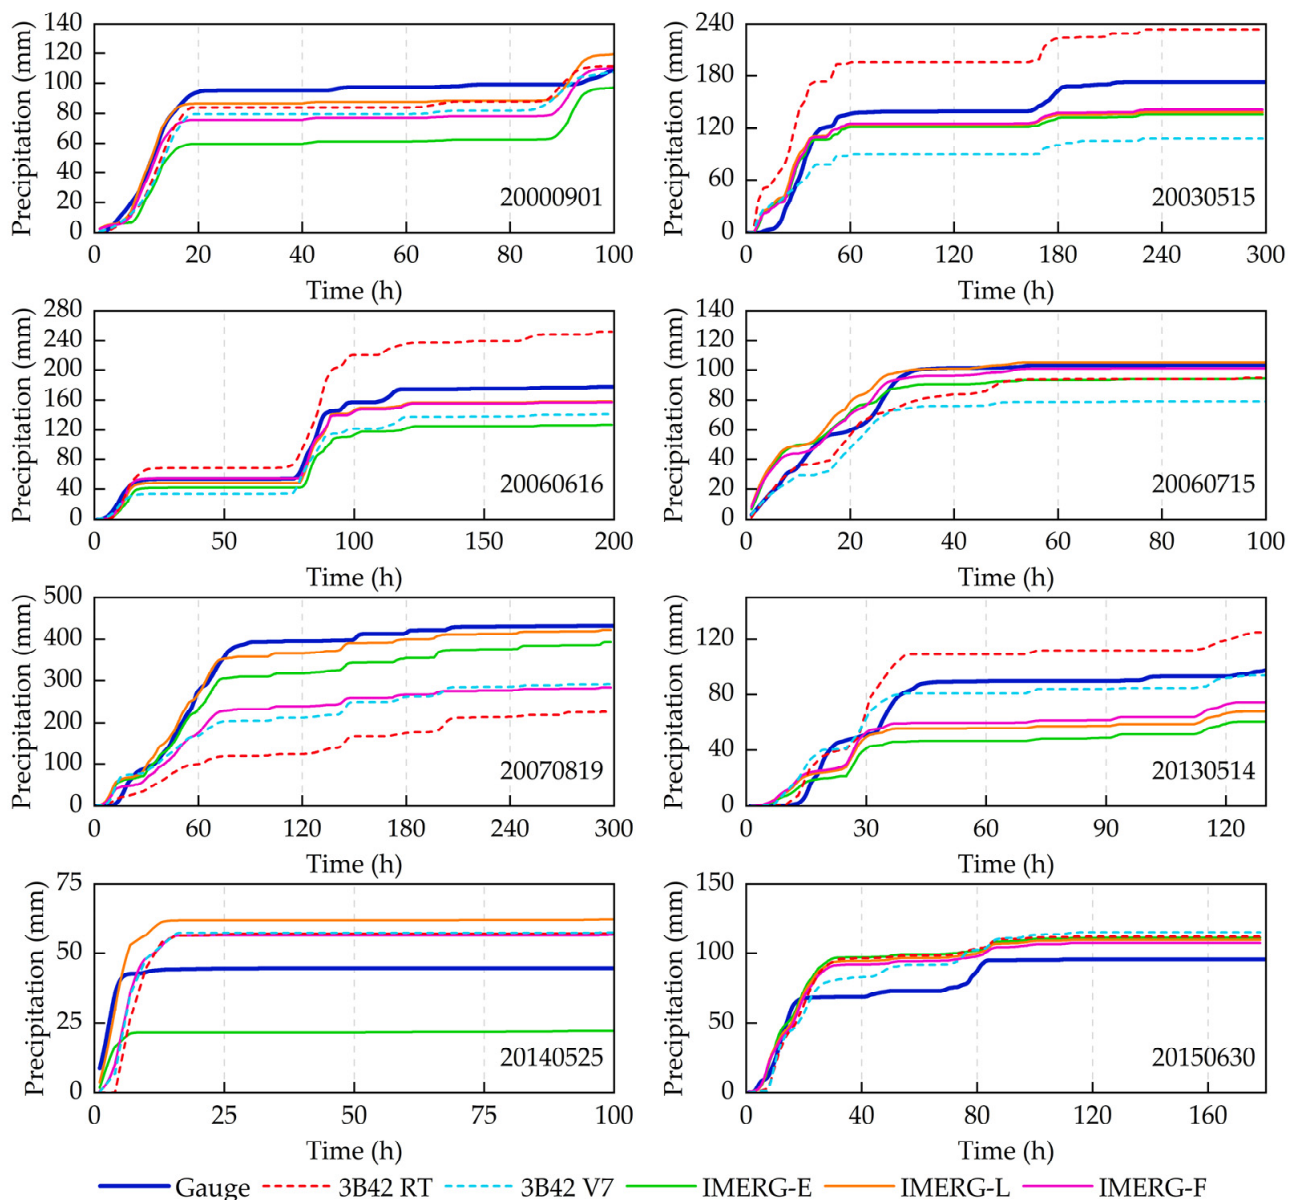 140
120
100
80
60
40
20
0
Precipitation (mm)
20000901
0 20 40 60 80 100
Time (h)
240
180
120
60
0
Precipitation (mm)
20030515
0 60 120 180 240 300
Time (h)
280
240
200
160
120
80
40
0
Precipitation (mm)
20060616
0 50 100 150 200
Time (h)
140
120
100
80
60
40
20
0
Precipitation (mm)
20060715
0 20 40 60 80 100
Time (h)
500
400
300
200
100
0
Precipitation (mm)
20070819
0 60 120 180 240 300
Time (h)
120
80
40
0
Precipitation (mm)
20130514
0 30 60 90 120
Time (h)
75
50
25
0
Precipitation (mm)
20140525
0 25 50 75 100
Time (h)
150
100
50
0
Precipitation (mm)
20150630
0 40 80 120 160
Time (h)
Gauge 3B42 RT 3B42 V7 IMERG-E IMERG-L IMERG-F